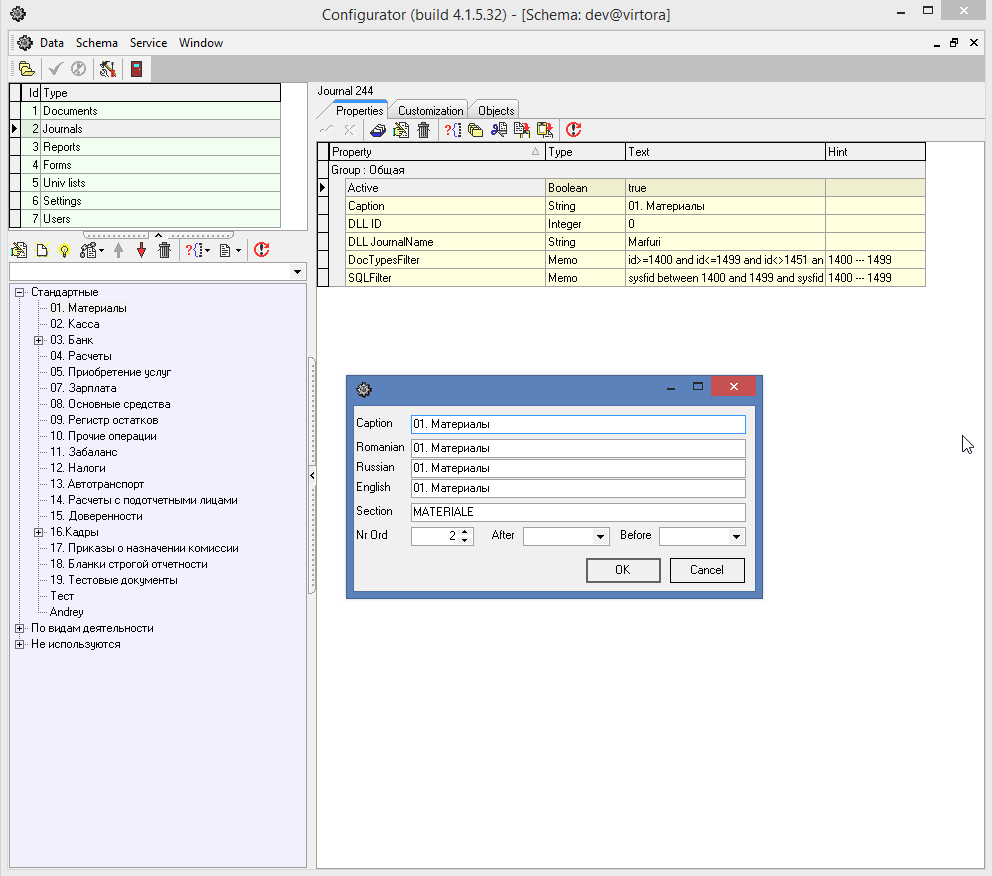 Configurator (build 4.1.5.32) - [Schema: dev@virtora]
Data Schema Service Window
Id Type
1 Documents
2 Journals
3 Reports
4 Forms
5 Univ lists
6 Settings
7 Users
Стандартные
01. Материалы
02. Касса
03. Банк
04. Расчеты
05. Приобретение услуг
07. Зарплата
08. Основные средства
09. Регистр остатков
10. Прочие операции
11. Забаланс
12. Налоги
13. Автотранспорт
14. Расчеты с подотчетными лицами
15. Доверенности
16.Кадры
17. Приказы о назначении комиссии
18. Бланки строгой отчетности
19. Тестовые документы
Тест
Andrey
По видам деятельности
Не используются
Journal 244
Properties Customization Objects
Property Type Text Hint
Group : Общая
Active Boolean true
Caption String 01. Материалы
DLL ID Integer 0
DLL JournalName String Marfuri
DocTypesFilter Memo id>=1400 and id<=1499 and id<>1451 an 1400 --- 1499
SQLFilter Memo sysfid between 1400 and 1499 and sysfid 1400 --- 1499
Caption 01. Материалы
Romanian 01. Материалы
Russian 01. Материалы
English 01. Материалы
Section MATERIALE
Nr Ord 2 After Before
OK Cancel